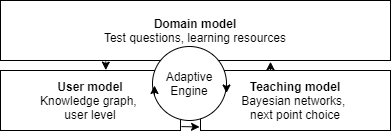 Domain model
Test questions, learning resources
User model
Knowledge graph,
user level
Adaptive
Engine
Teaching model
Bayesian networks,
next point choice